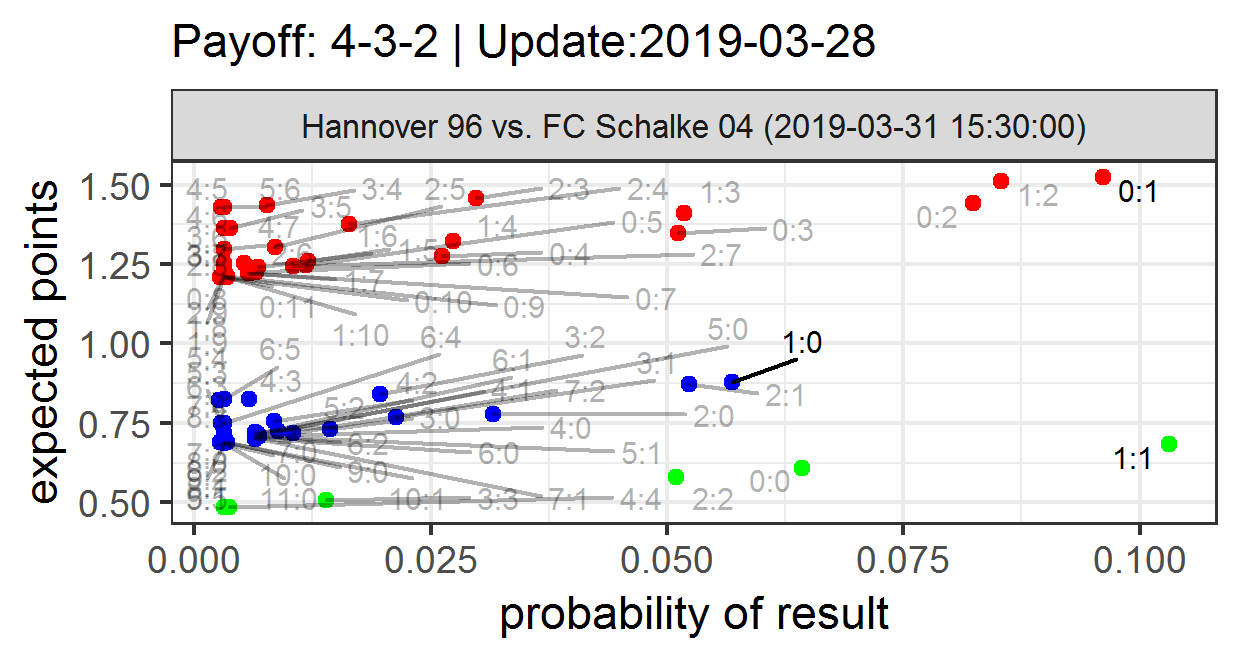 Payoff: 4-3-2 | Update:2019-03-28
Hannover 96 vs. FC Schalke 04 (2019-03-31 15:30:00)
expected points
1.50
1.25
1.00
0.75
0.50
4:5 5:6 3:4 2:5 2:3 2:4 1:3 1:2 0:1
3:5 0:2
4:7 1:6 1:4 0:5 0:3
1:5 0:4 2:7
0:6
1:7 0:7
0:11 0:10 0:9
1:10 6:4 3:2 5:0 1:0
6:5 6:1 3:1
4:3 4:2 4:1 7:2 2:1
5:2 3:0 2:0
4:0
7:0 6:2 6:0 5:1
10:0 9:0 0:0 1:1
11:0 10:1 3:3 7:1 4:4 2:2
0.000 0.025 0.050 0.075 0.100
probability of result